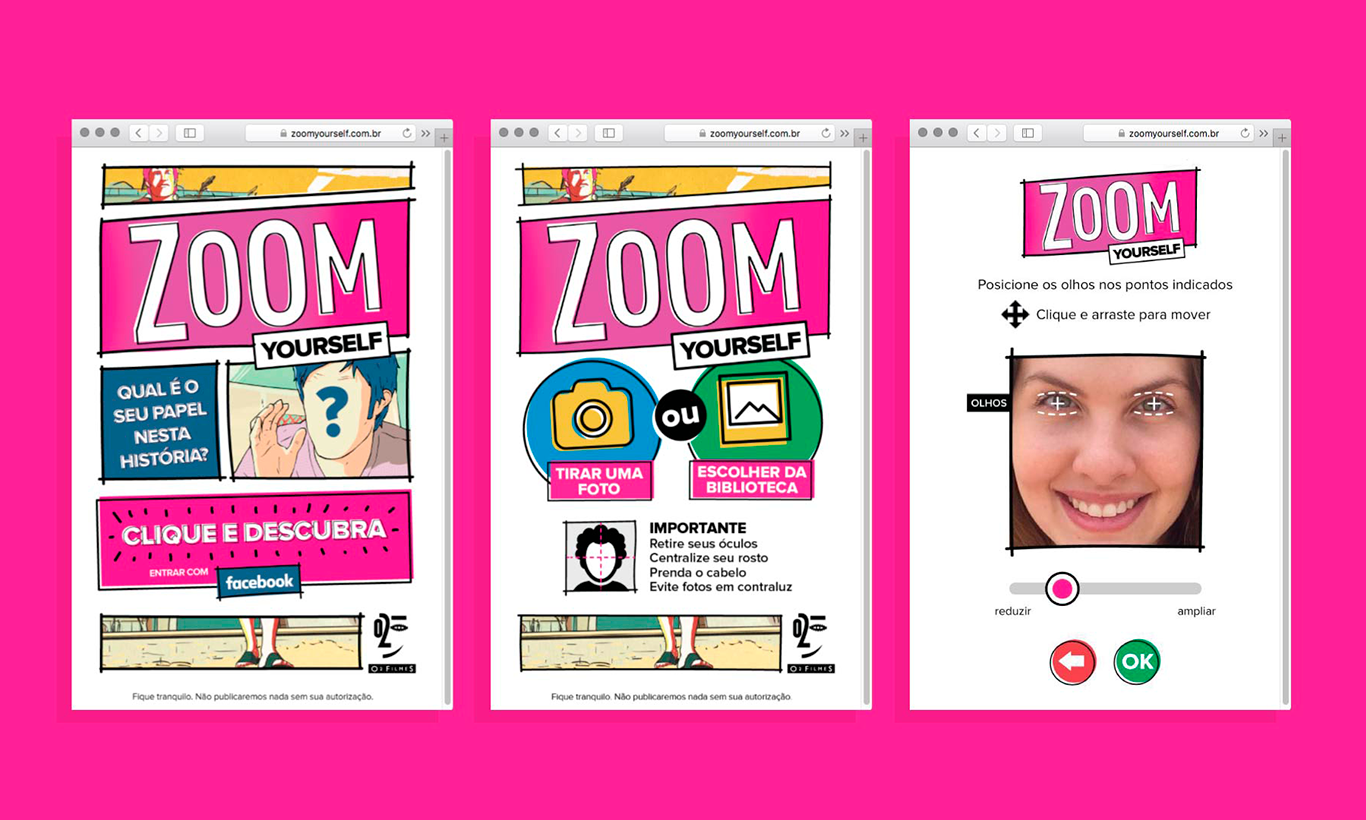 zoomyourself.com.br
ZOOM
YOURSELF
QUAL É O
SEU PAPEL
NESTA
HISTÓRIA?
?
CLIQUE E DESCUBRA
ENTRAR COM
facebook
O2
O2 FILMES
Fique tranquilo. Não publicaremos nada sem sua autorização.
zoomyourself.com.br
ZOOM
YOURSELF
ou
TIRAR UMA
FOTO
ESCOLHER DA
BIBLIOTECA
IMPORTANTE
Retire seus óculos
Centralize seu rosto
Prenda o cabelo
Evite fotos em contraluz
O2
O2 FILMES
Fique tranquilo. Não publicaremos nada sem sua autorização.
zoomyourself.com.br
ZOOM
YOURSELF
Posicione os olhos nos pontos indicados
Clique e arraste para mover
OLHOS
reduzir
ampliar
OK